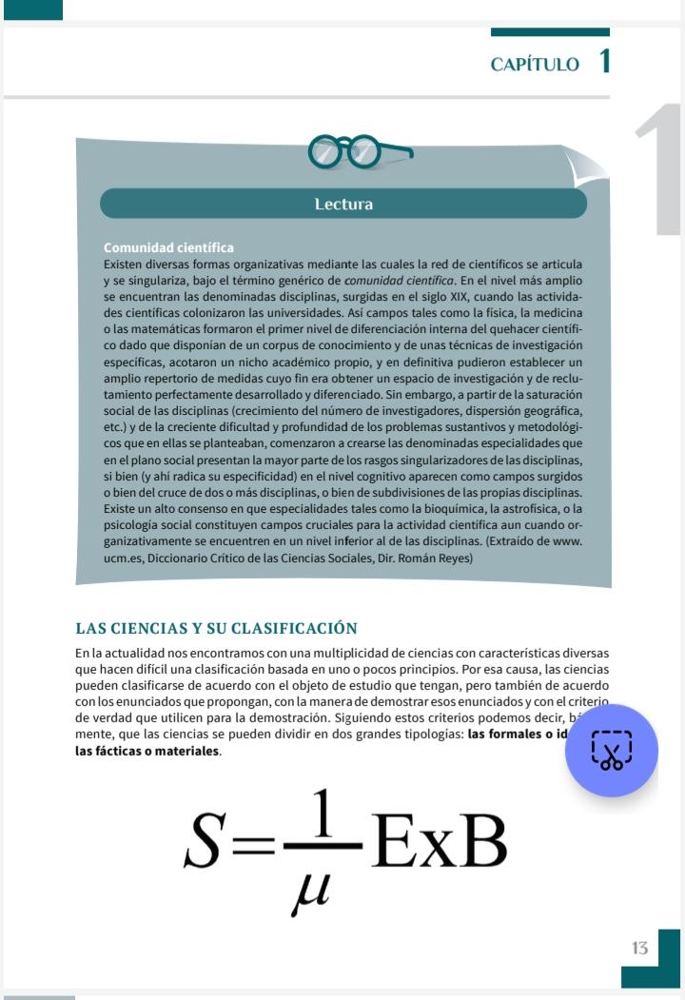 CAPÍTULO 1
1
Lectura
Comunidad científica
Existen diversas formas organizativas mediante las cuales la red de científicos se articula
y se singulariza, bajo el término genérico de comunidad científica. En el nivel más amplio
se encuentran las denominadas disciplinas, surgidas en el siglo XIX, cuando las activida-
des científicas colonizaron las universidades. Así campos tales como la física, la medicina
o las matemáticas formaron el primer nivel de diferenciación interna del quehacer científi-
co dado que disponían de un corpus de conocimiento y de unas técnicas de investigación
específicas, acotaron un nicho académico propio, y en definitiva pudieron establecer un
amplio repertorio de medidas cuyo fin era obtener un espacio de investigación y de reclu-
tamiento perfectamente desarrollado y diferenciado. Sin embargo, a partir de la saturación
social de las disciplinas (crecimiento del número de investigadores, dispersión geográfica,
etc.) y de la creciente dificultad y profundidad de los problemas sustantivos y metodológi-
cos que en ellas se planteaban, comenzaron a crearse las denominadas especialidades que
en el plano social presentan la mayor parte de los rasgos singularizadores de las disciplinas,
si bien (y ahí radica su especificidad) en el nivel cognitivo aparecen como campos surgidos
o bien del cruce de dos o más disciplinas, o bien de subdivisiones de las propias disciplinas.
Existe un alto consenso en que especialidades tales como la bioquímica, la astrofísica, o la
psicología social constituyen campos cruciales para la actividad científica aun cuando or-
ganizativamente se encuentren en un nivel inferior al de las disciplinas. (Extraído de www.
ucm.es, Diccionario Crítico de las Ciencias Sociales, Dir. Román Reyes)
LAS CIENCIAS Y SU CLASIFICACIÓN
En la actualidad nos encontramos con una multiplicidad de ciencias con características diversas
que hacen difícil una clasificación basada en uno o pocos principios. Por esa causa, las ciencias
pueden clasificarse de acuerdo con el objeto de estudio que tengan, pero también de acuerdo
con los enunciados que propongan, con la manera de demostrar esos enunciados y con el criterio
de verdad que utilicen para la demostración. Siguiendo estos criterios podemos decir,
mente, que las ciencias se pueden dividir en dos grandes tipologías: las formales o
las fácticas o materiales.
S = 1/μ ExB
13